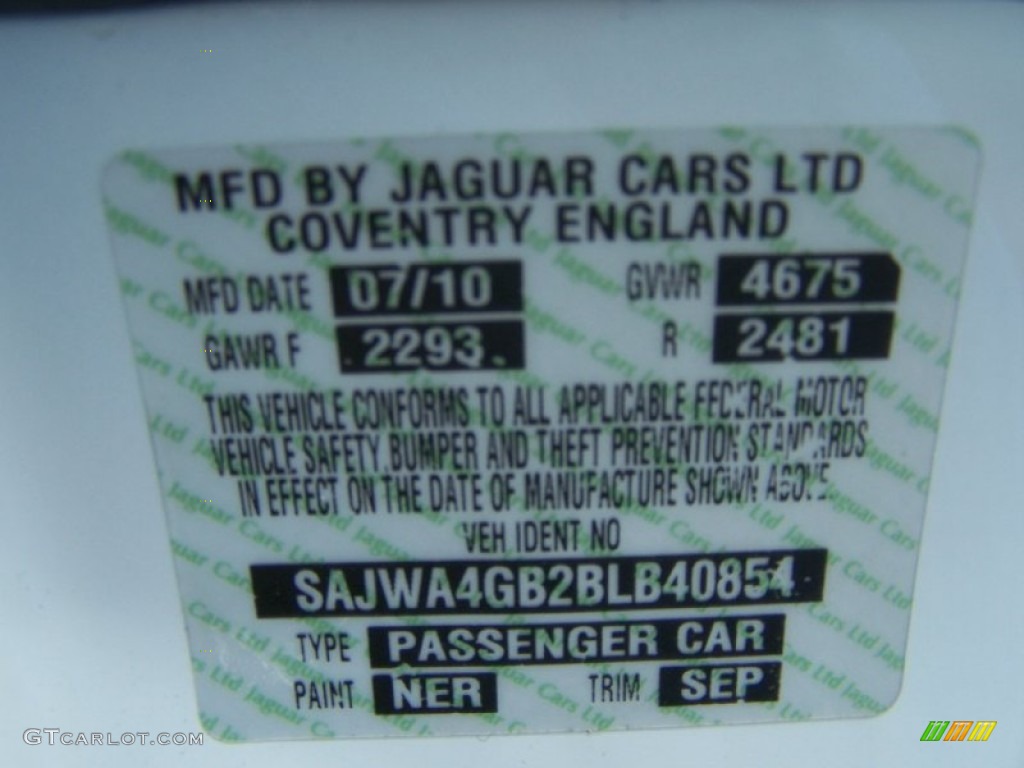 MFD BY JAGUAR CARS LTD
COVENTRY ENGLAND
MFD DATE 07/10 GVWR 4675
GAWR F 2293 R 2481
THIS VEHICLE CONFORMS TO ALL APPLICABLE FEDERAL MOTOR
VEHICLE SAFETY, BUMPER AND THEFT PREVENTION STANDARDS
IN EFFECT ON THE DATE OF MANUFACTURE SHOWN ABOVE.
VEH IDENT NO
SAJWA4GB2BLB40854
TYPE PASSENGER CAR
PAINT NER TRIM SEP
GTCARLOT.COM